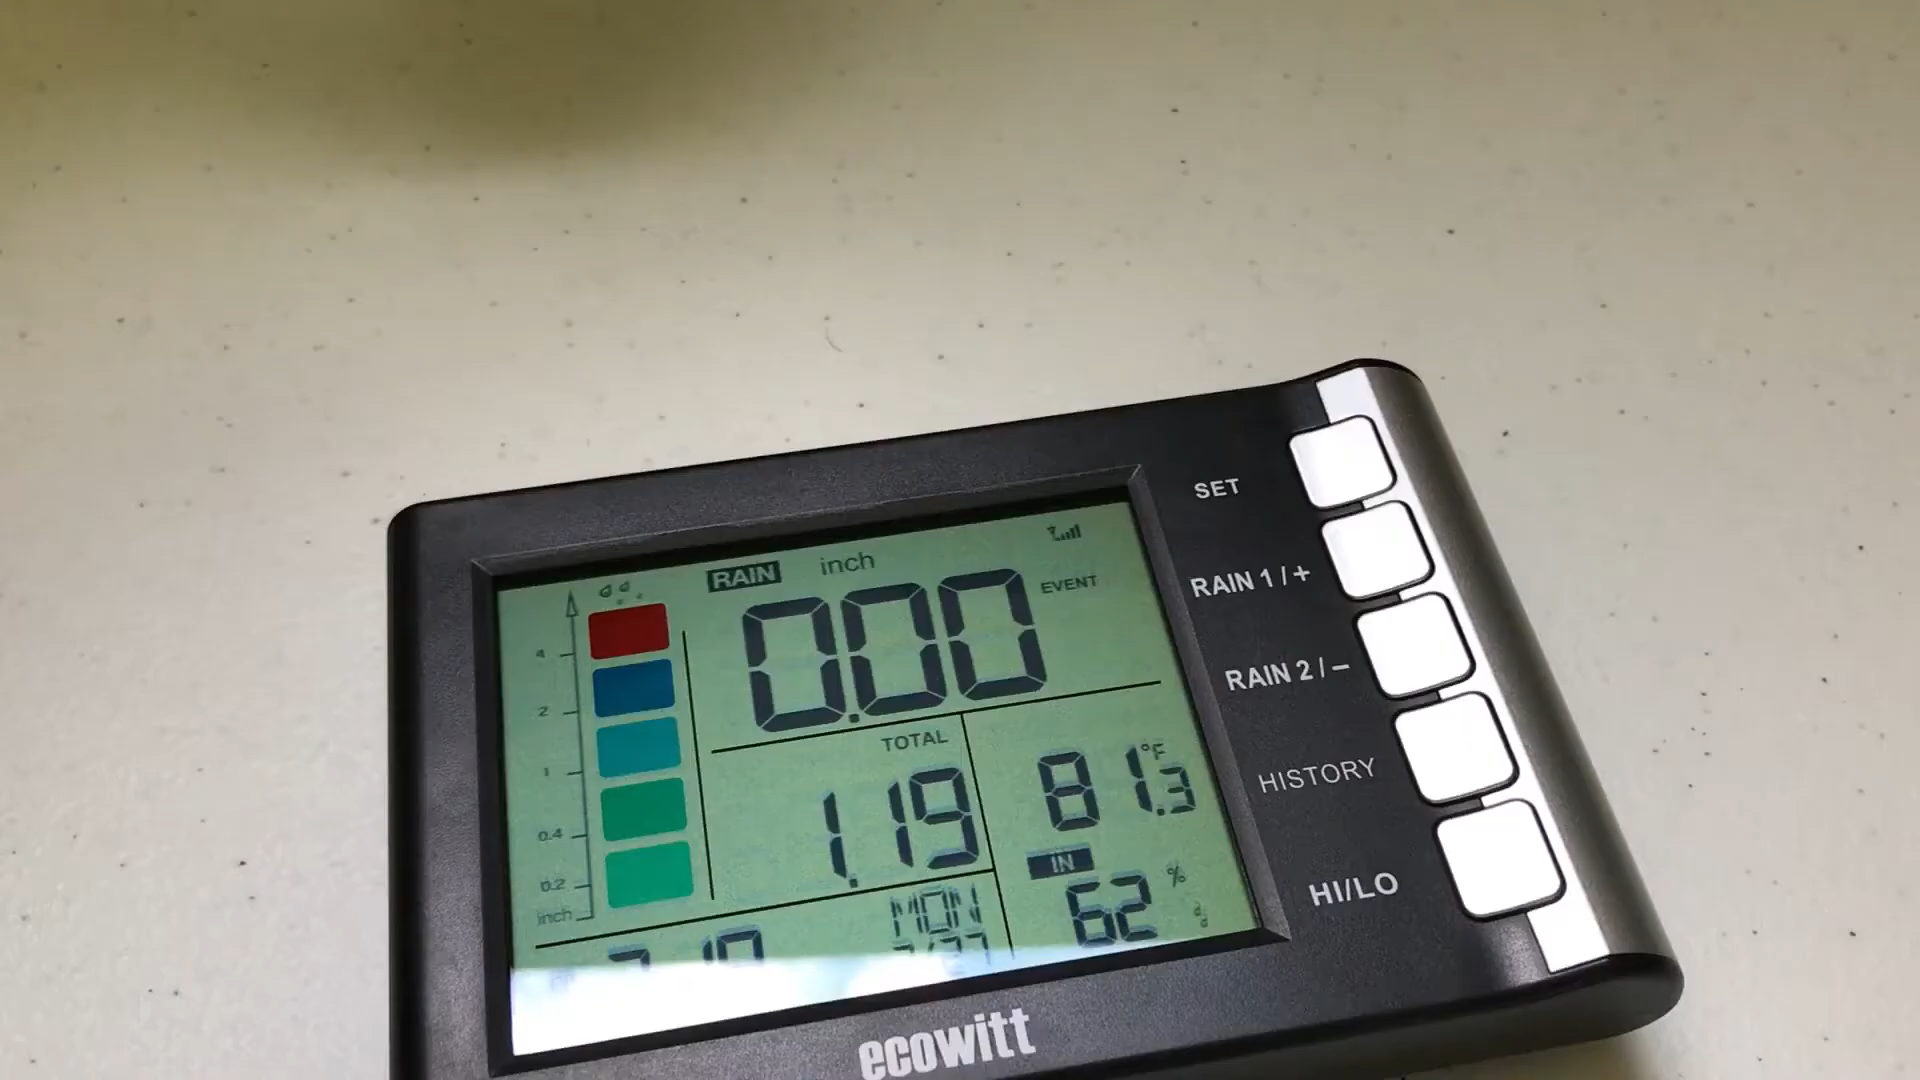 RAIN inch
EVENT
0.00
4
2
1
0.4
0.2
inch
TOTAL
1.19
81.3 °F
IN
62 %
MON
SET
RAIN 1 / +
RAIN 2 / −
HISTORY
HI/LO
ecowitt